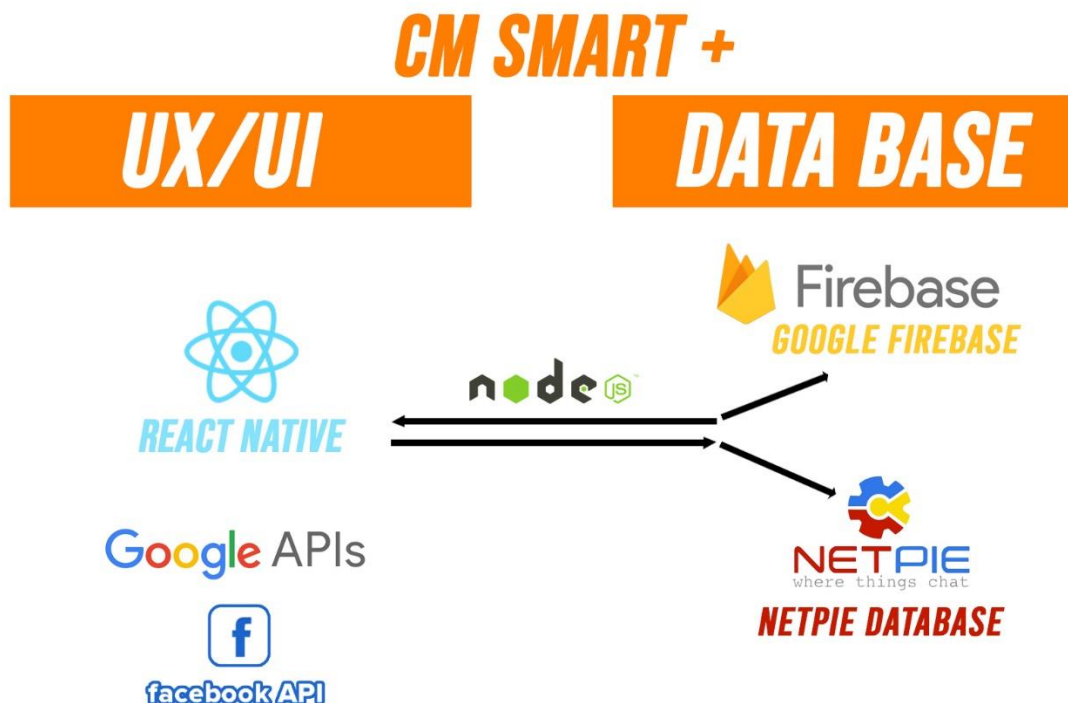 CM SMART +
UX/UI
DATA BASE
Firebase
GOOGLE FIREBASE
node JS ™
REACT NATIVE
Google APIs
NETPIE
where things chat
NETPIE DATABASE
f
facebook API